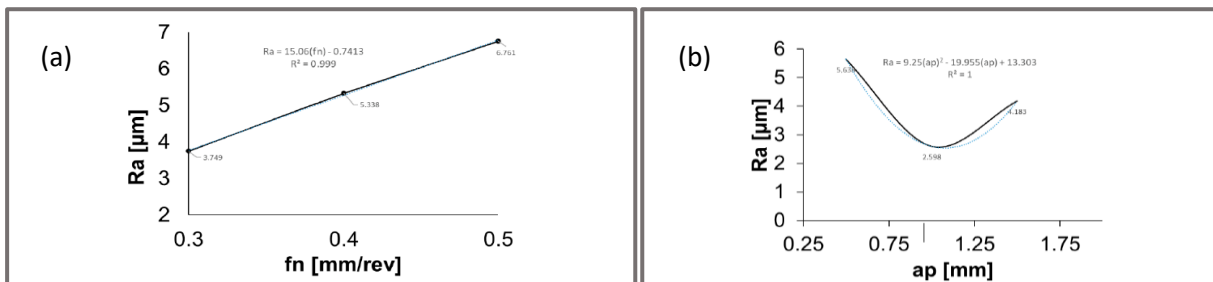 (a)
Ra [µm]
7
6
5
4
3
2
Ra = 15.06(fn) - 0.7413
R² = 0.999
3.749
5.338
6.761
0.3 0.4 0.5
fn [mm/rev]
(b)
Ra [µm]
6
5
4
3
2
1
0
Ra = 9.25(ap)² - 19.955(ap) + 13.303
R² = 1
5.638
2.598
4.183
0.25 0.75 1.25 1.75
ap [mm]